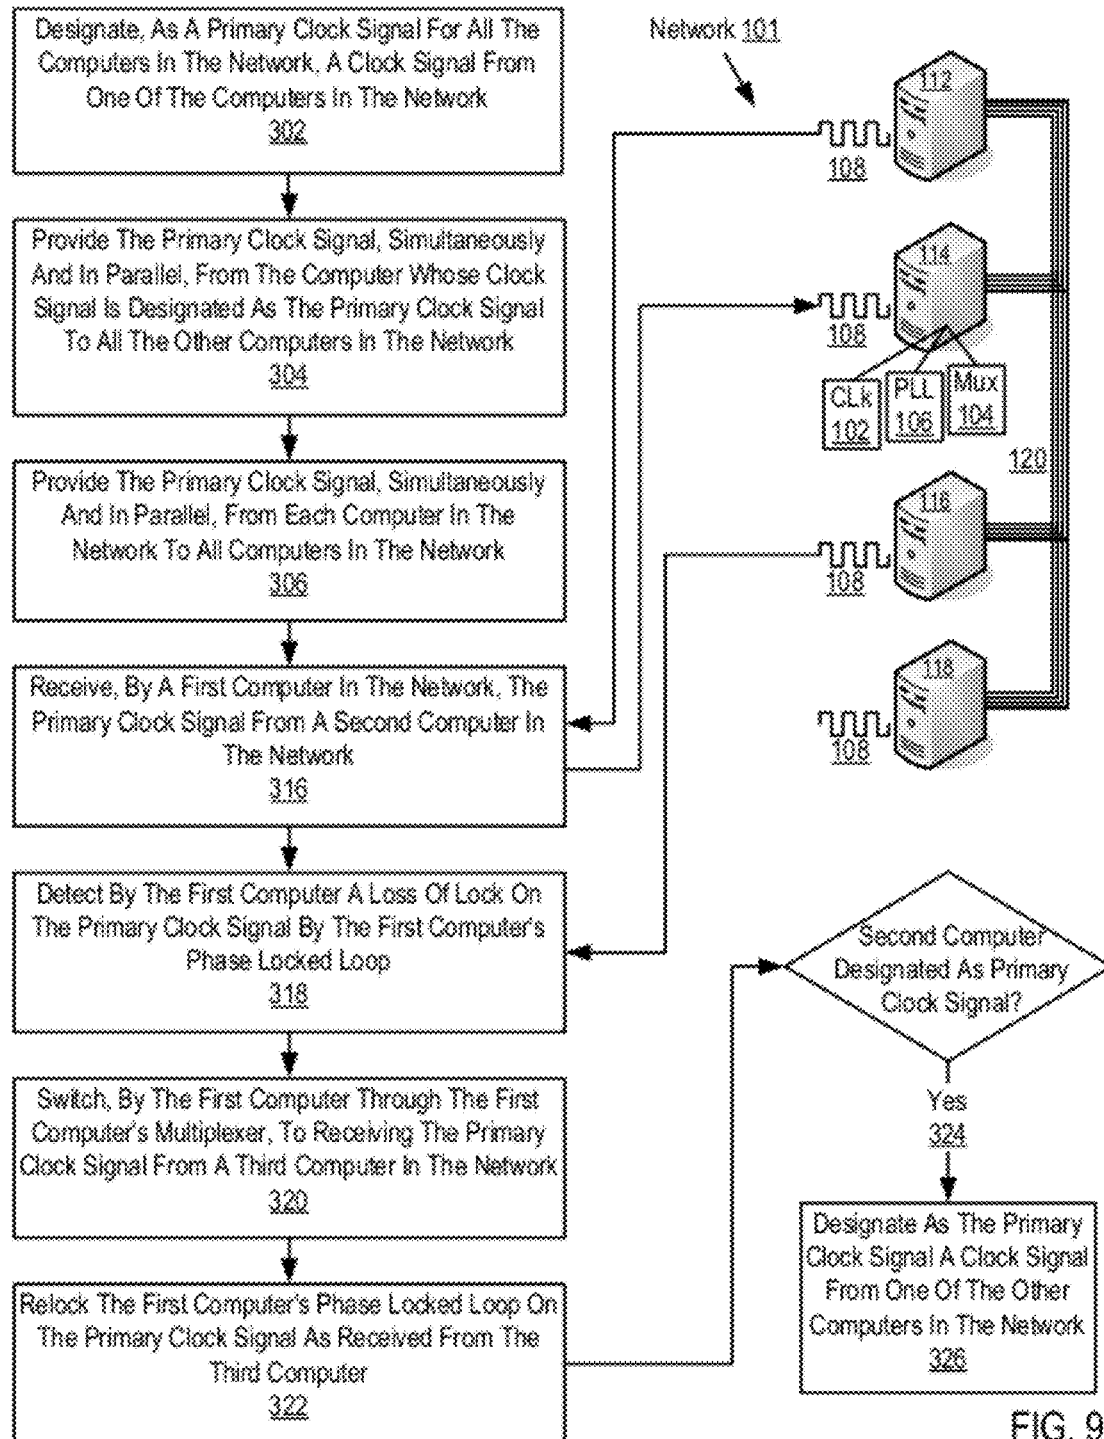 Designate, As A Primary Clock Signal For All The
Computers In The Network, A Clock Signal From
One Of The Computers In The Network
302
Provide The Primary Clock Signal, Simultaneously
And In Parallel, From The Computer Whose Clock
Signal Is Designated As The Primary Clock Signal
To All The Other Computers In The Network
304
Provide The Primary Clock Signal, Simultaneously
And In Parallel, From Each Computer In The
Network To All Computers In The Network
306
Receive, By A First Computer In The Network, The
Primary Clock Signal From A Second Computer In
The Network
316
Detect By The First Computer A Loss Of Lock On
The Primary Clock Signal By The First Computer's
Phase Locked Loop
318
Switch, By The First Computer Through The First
Computer's Multiplexer, To Receiving The Primary
Clock Signal From A Third Computer In The Network
320
Relock The First Computer's Phase Locked Loop On
The Primary Clock Signal As Received From The
Third Computer
322
Network 101
112
108
114
108
CLk
102
PLL
106
Mux
104
120
116
108
118
108
Second Computer
Designated As Primary
Clock Signal?
Yes
324
Designate As The Primary
Clock Signal A Clock Signal
From One Of The Other
Computers In The Network
326
FIG. 9